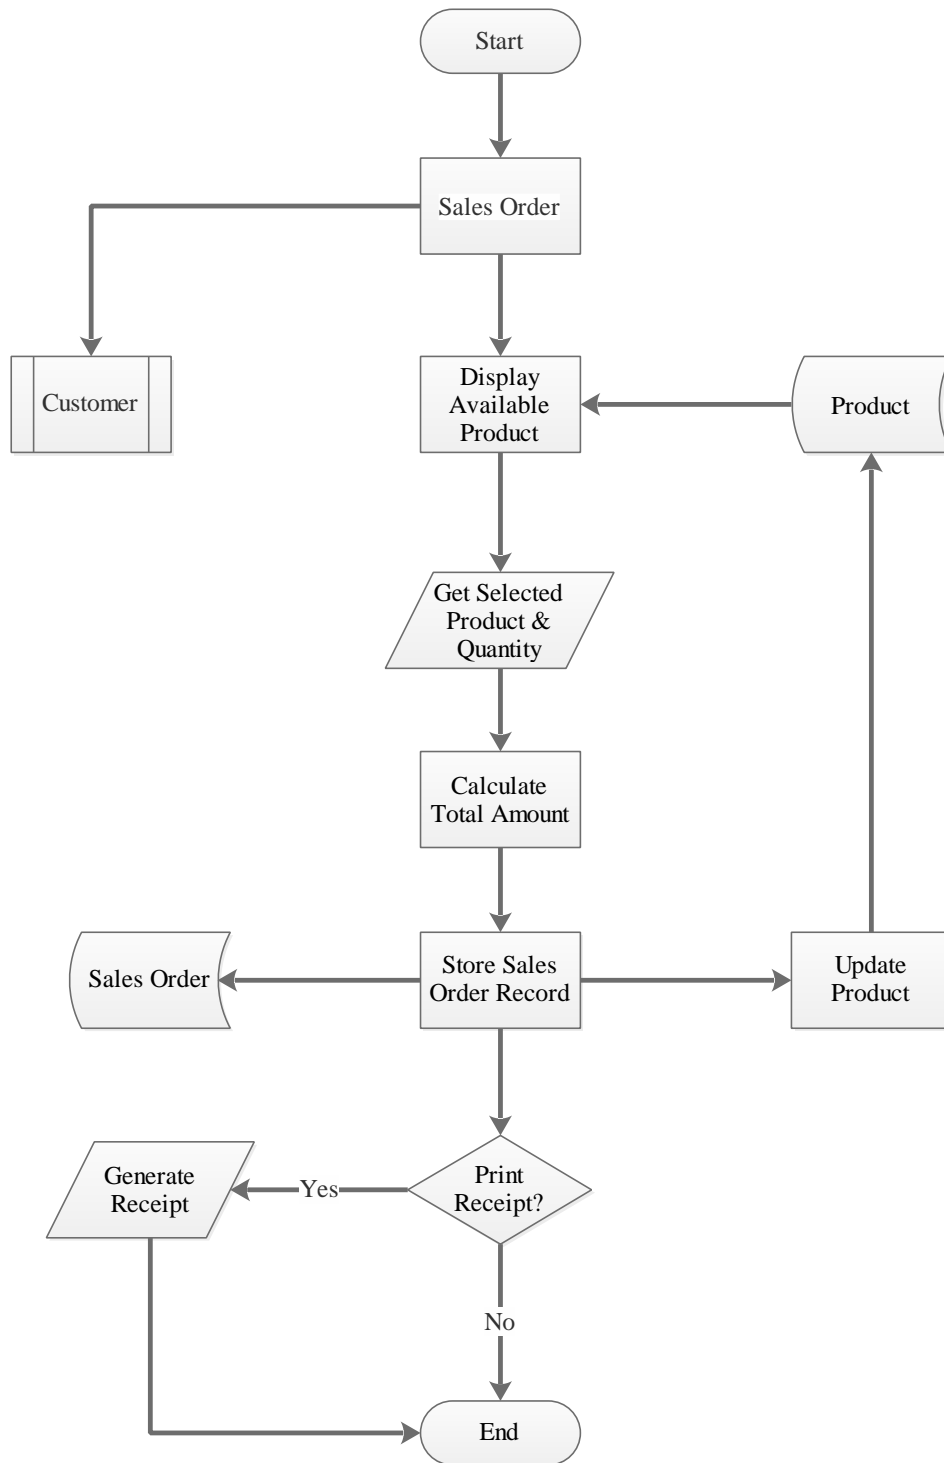 Start
Sales Order
Customer
Display
Available
Product
Product
Get Selected
Product &
Quantity
Calculate
Total Amount
Sales Order
Store Sales
Order Record
Update
Product
Generate
Receipt
Yes
Print
Receipt?
No
End